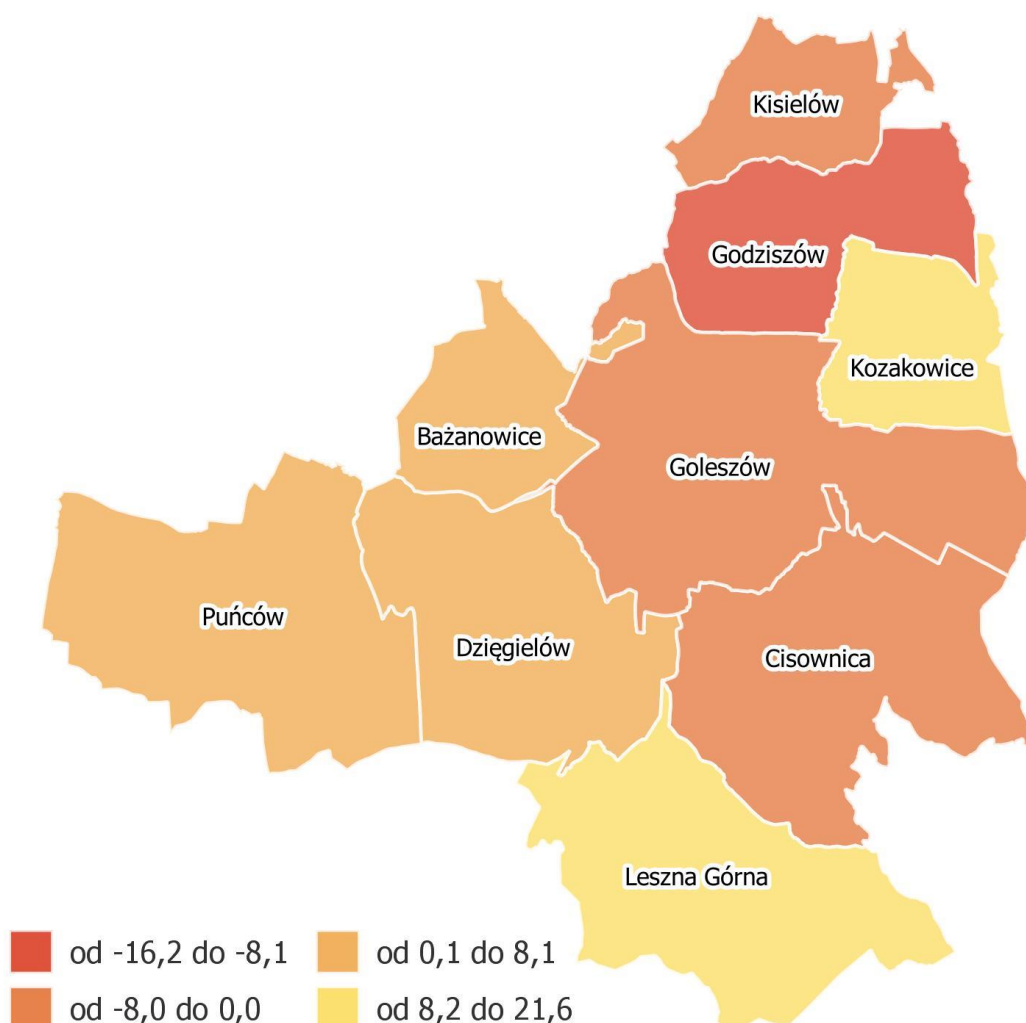 Kisielów
Godziszów
Kozakowice
Bażanowice
Goleszów
Puńców
Dzięgielów
Cisownica
Leszna Górna
od -16,2 do -8,1
od 0,1 do 8,1
od -8,0 do 0,0
od 8,2 do 21,6